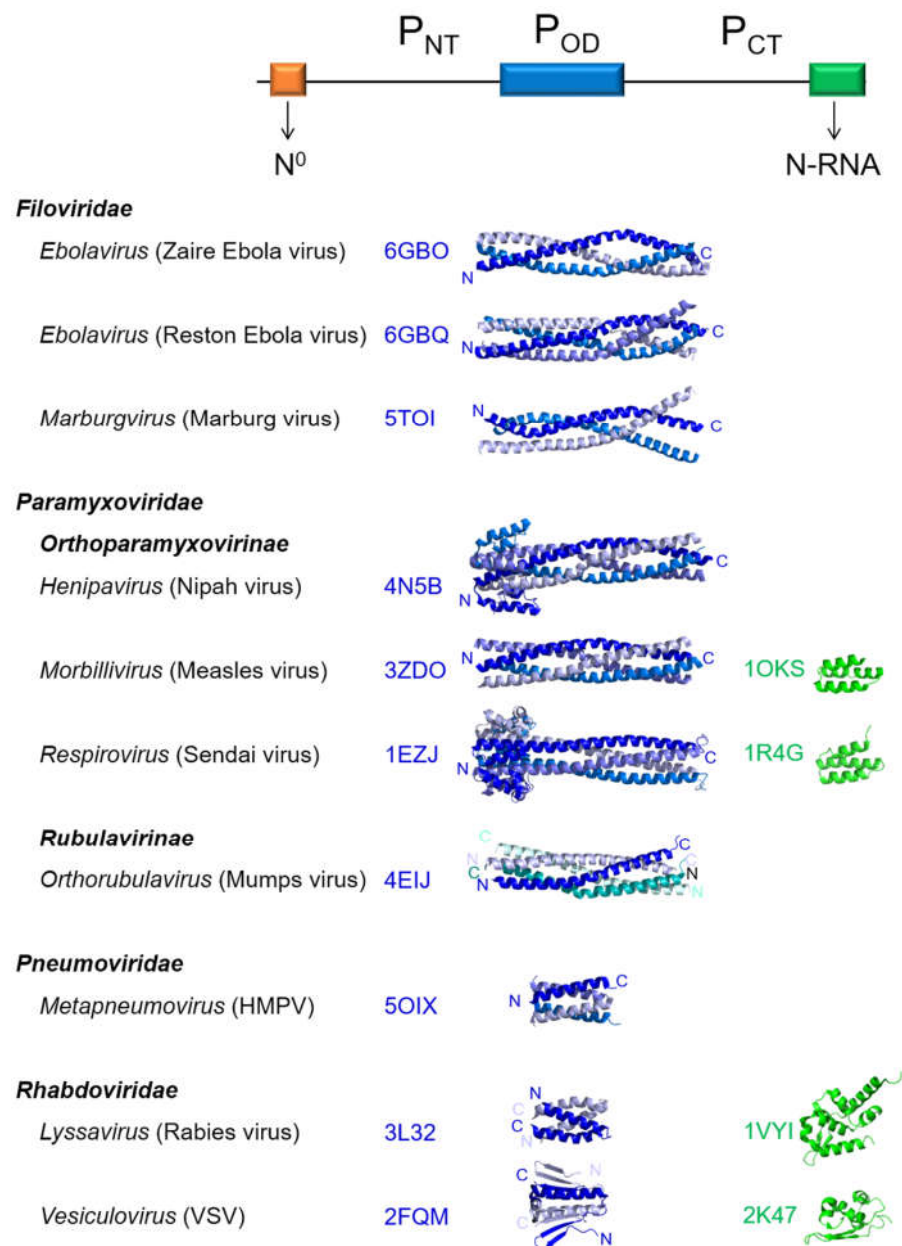 P_NT P_OD P_CT
N⁰ N-RNA
Filoviridae
Ebolavirus (Zaire Ebola virus) 6GBO N C
Ebolavirus (Reston Ebola virus) 6GBQ N C
Marburgvirus (Marburg virus) 5TOI N C
Paramyxoviridae
Orthoparamyxovirinae
Henipavirus (Nipah virus) 4N5B N C
Morbillivirus (Measles virus) 3ZDO N C 1OKS
Respirovirus (Sendai virus) 1EZJ N C 1R4G
Rubulavirinae C C
N C
Orthorubulavirus (Mumps virus) 4EIJ C N N N
Pneumoviridae
Metapneumovirus (HMPV) 5OIX N C
Rhabdoviridae N
C
Lyssavirus (Rabies virus) 3L32 C N 1VYI
C N
Vesiculovirus (VSV) 2FQM C N 2K47